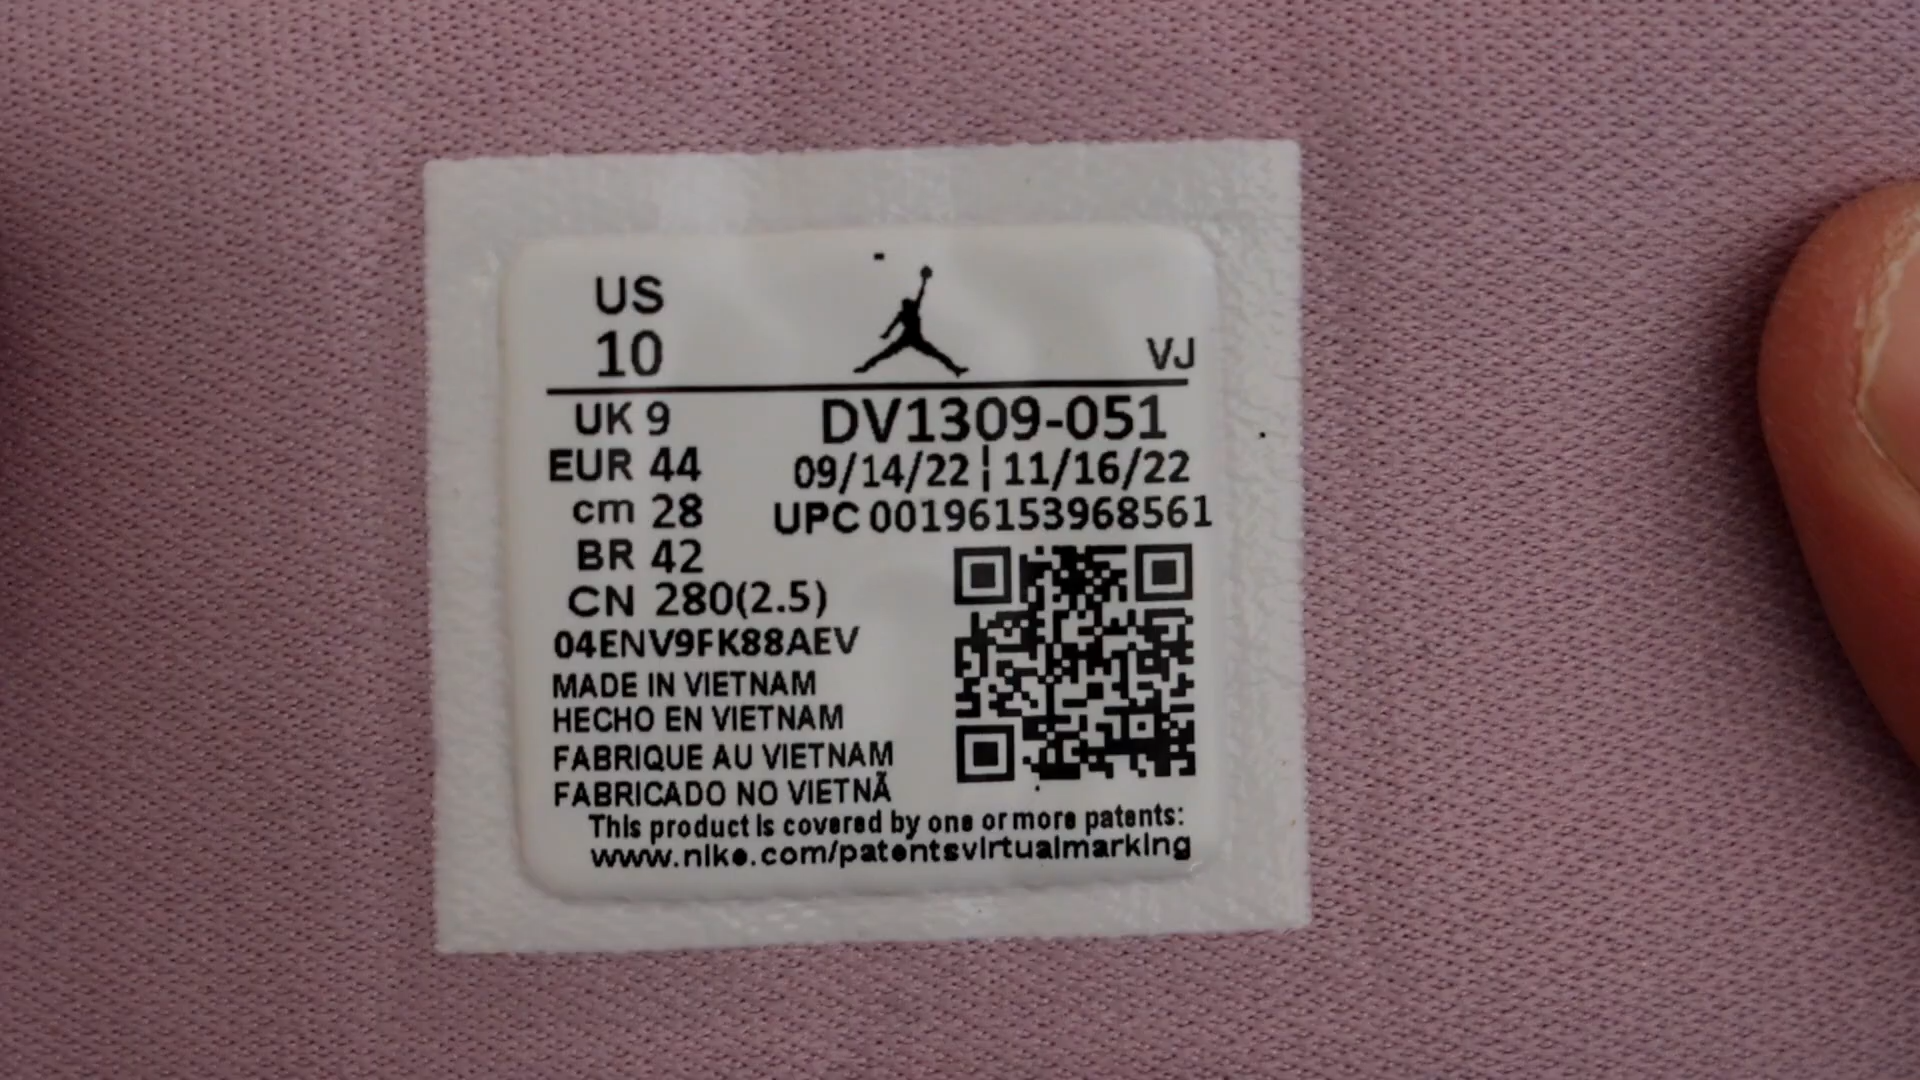 US
10
VJ
UK 9
DV1309-051
EUR 44
09/14/22 | 11/16/22
cm 28
UPC 00196153968561
BR 42
CN 280(2.5)
04ENV9FK88AEV
MADE IN VIETNAM
HECHO EN VIETNAM
FABRIQUE AU VIETNAM
FABRICADO NO VIETNÃ
This product is covered by one or more patents:
www.nike.com/patentsvirtualmarking